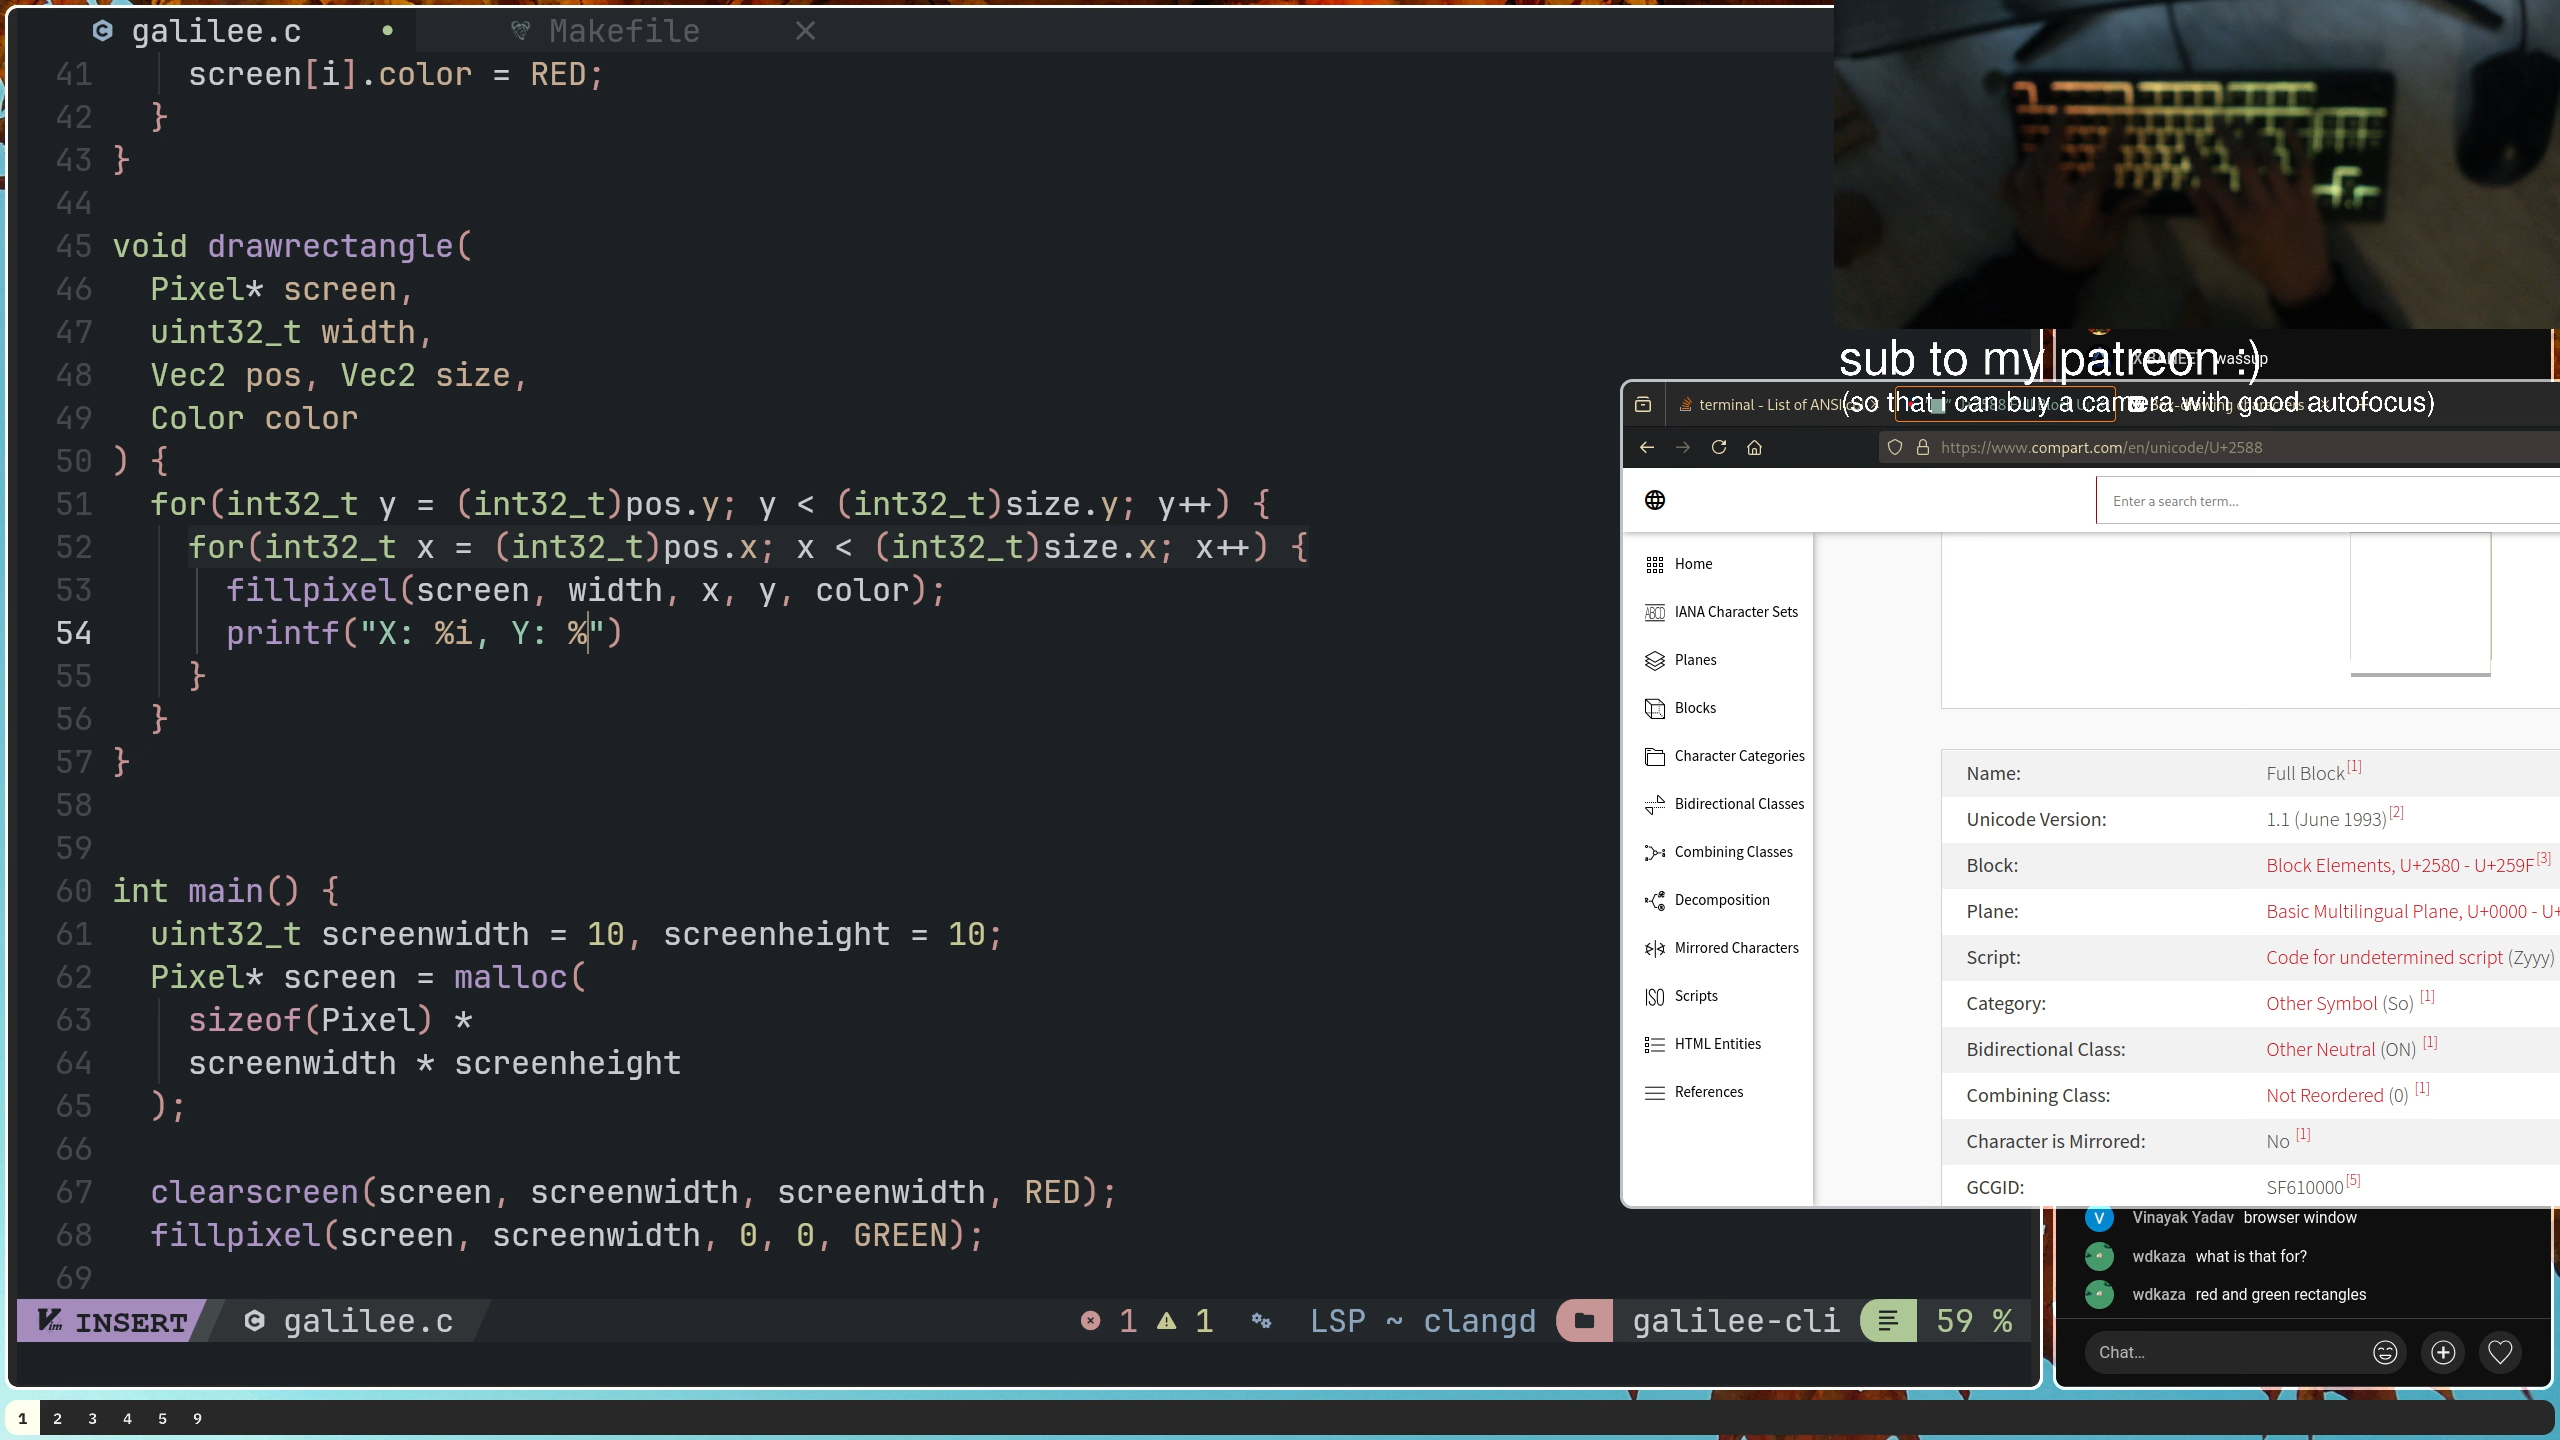 galilee.c
Makefile
41 screen[i].color = RED;
42 }
43 }
44
45 void drawrectangle(
46 Pixel* screen,
47 uint32_t width,
48 Vec2 pos, Vec2 size,
49 Color color
50 ) {
51 for(int32_t y = (int32_t)pos.y; y < (int32_t)size.y; y++) {
52 for(int32_t x = (int32_t)pos.x; x < (int32_t)size.x; x++) {
53 fillpixel(screen, width, x, y, color);
54 printf("X: %i, Y: %")
55 }
56 }
57 }
58
59
60 int main() {
61 uint32_t screenwidth = 10, screenheight = 10;
62 Pixel* screen = malloc(
63 sizeof(Pixel) *
64 screenwidth * screenheight
65 );
66
67 clearscreen(screen, screenwidth, screenwidth, RED);
68 fillpixel(screen, screenwidth, 0, 0, GREEN);
69
INSERT galilee.c 1 1 LSP ~ clangd galilee-cli 59 %
1 2 3 4 5 9
sub to my patreon :)
wassup
(so that i can buy a camera with good autofocus)
terminal - List of ANSI
https://www.compart.com/en/unicode/U+2588
Enter a search term...
Home
IANA Character Sets
Planes
Blocks
Character Categories
Bidirectional Classes
Combining Classes
Decomposition
Mirrored Characters
Scripts
HTML Entities
References
Name: Full Block [1]
Unicode Version: 1.1 (June 1993) [2]
Block: Block Elements, U+2580 - U+259F [3]
Plane: Basic Multilingual Plane, U+0000 - U+
Script: Code for undetermined script (Zyyy)
Category: Other Symbol (So) [1]
Bidirectional Class: Other Neutral (ON) [1]
Combining Class: Not Reordered (0) [1]
Character is Mirrored: No [1]
GCGID: SF610000 [5]
V Vinayak Yadav browser window
wdkaza what is that for?
wdkaza red and green rectangles
Chat...